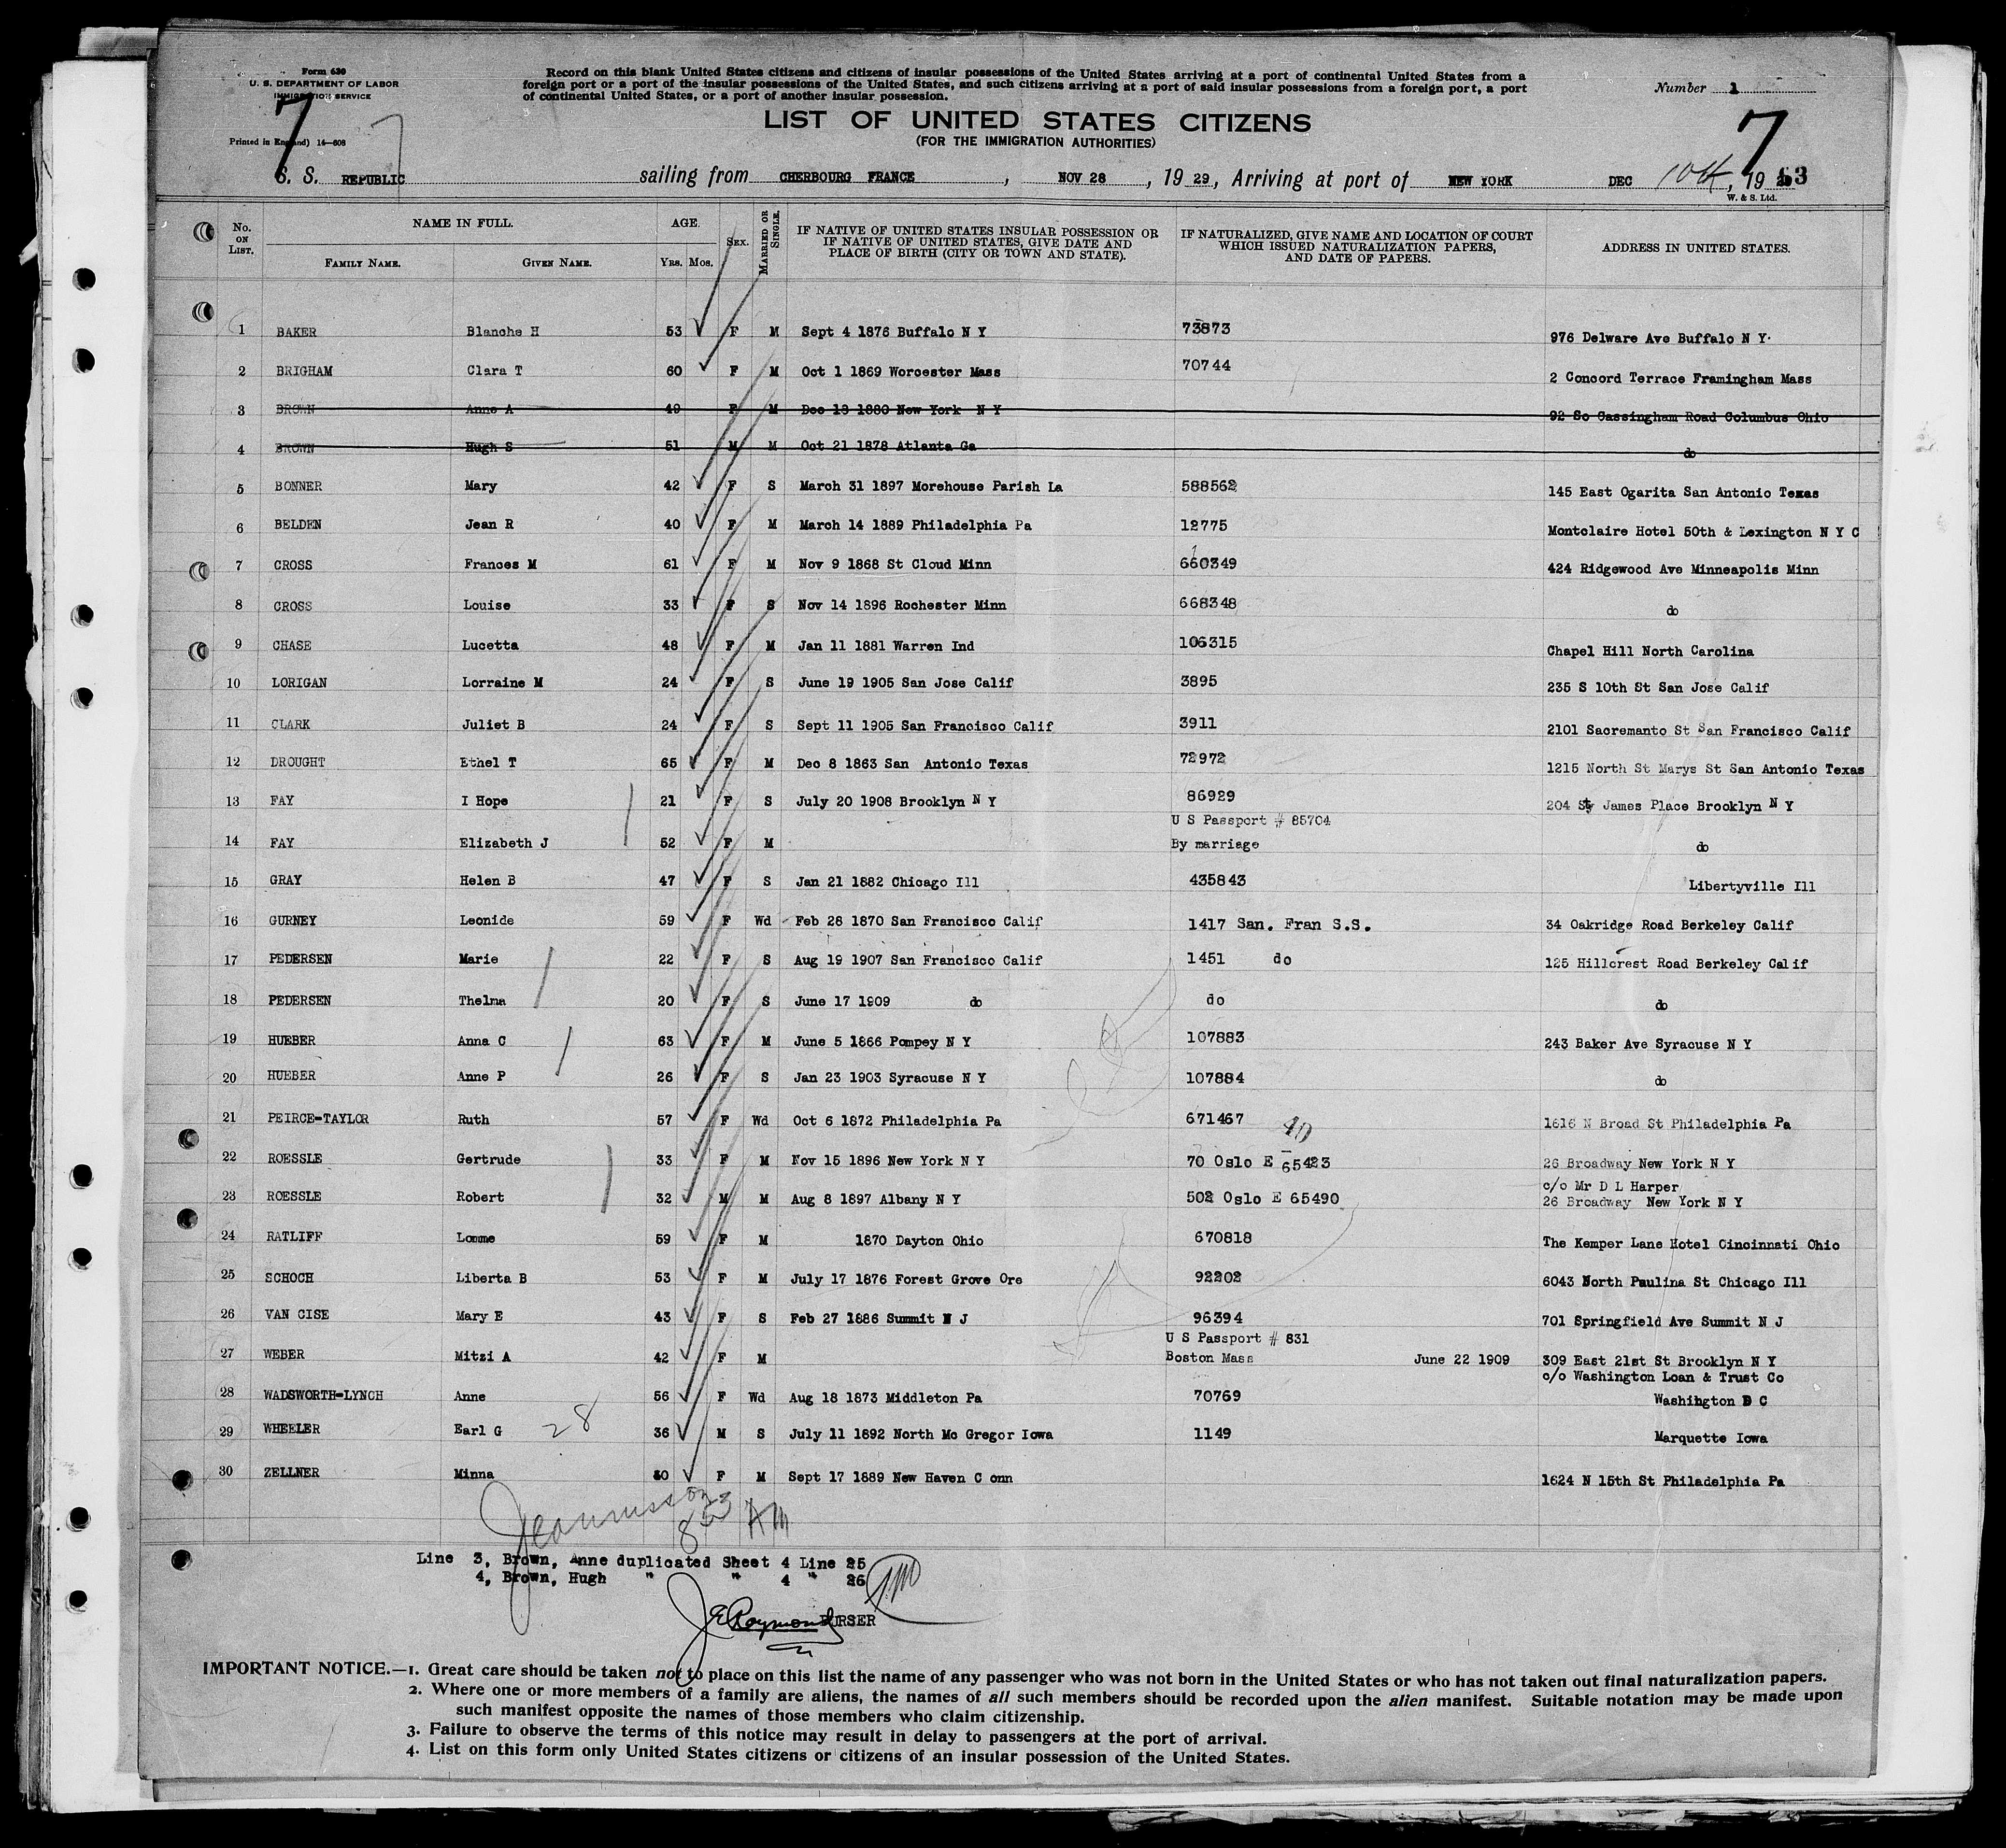 Form 630
U. S. DEPARTMENT OF LABOR
IMMIGRATION SERVICE
Printed in England) 14—608
Record on this blank United States citizens and citizens of insular possessions of the United States arriving at a port of continental United States from a
foreign port or a port of the insular possessions of the United States, and such citizens arriving at a port of said insular possessions from a foreign port, a port
of continental United States, or a port of another insular possession.
Number 1
7 7 7
LIST OF UNITED STATES CITIZENS
(FOR THE IMMIGRATION AUTHORITIES)
S. S. REPUBLIC sailing from CHERBOURG FRANCE, NOV 28, 19 29, Arriving at port of NEW YORK DEC 10th, 19 53
W. & S. Ltd.
No. ON LIST. NAME IN FULL. FAMILY NAME. GIVEN NAME. AGE. YRS. MOS. SEX. MARRIED OR SINGLE. IF NATIVE OF UNITED STATES INSULAR POSSESSION OR IF NATIVE OF UNITED STATES, GIVE DATE AND PLACE OF BIRTH (CITY OR TOWN AND STATE). IF NATURALIZED, GIVE NAME AND LOCATION OF COURT WHICH ISSUED NATURALIZATION PAPERS, AND DATE OF PAPERS. ADDRESS IN UNITED STATES.
1 BAKER Blanche H 53 F M Sept 4 1876 Buffalo N Y 73873 976 Delware Ave Buffalo N Y.
2 BRIGHAM Clara T 60 F M Oct 1 1869 Worcester Mass 70744 2 Concord Terrace Framingham Mass
3 BROWN Anne A 49 F M Dec 18 1880 New York N Y 92 So Cassingham Road Columbus Ohio
4 BROWN Hugh S 51 M M Oct 21 1878 Atlanta Ga do
5 BONNER Mary 42 F S March 31 1897 Morehouse Parish La 588562 145 East Ogarita San Antonio Texas
6 BELDEN Jean R 40 F M March 14 1889 Philadelphia Pa 12775 Montclaire Hotel 50th & Lexington N Y C
7 CROSS Frances M 61 F M Nov 9 1868 St Cloud Minn 660349 424 Ridgewood Ave Minneapolis Minn
8 CROSS Louise 33 F S Nov 14 1896 Rochester Minn 668348 do
9 CHASE Lucetta 48 F M Jan 11 1881 Warren Ind 106315 Chapel Hill North Carolina
10 LORIGAN Lorraine M 24 F S June 19 1905 San Jose Calif 3895 235 S 10th St San Jose Calif
11 CLARK Juliet B 24 F S Sept 11 1905 San Francisco Calif 3911 2101 Sacremanto St San Francisco Calif
12 DROUGHT Ethel T 65 F M Dec 8 1863 San Antonio Texas 72972 1215 North St Marys St San Antonio Texas
13 FAY I Hope 21 F S July 20 1908 Brooklyn N Y 86929 204 St James Place Brooklyn N Y
U S Passport # 85704
14 FAY Elizabeth J 52 F M By marriage do
15 GRAY Helen B 47 F S Jan 21 1882 Chicago Ill 435843 Libertyville Ill
16 GURNEY Leonide 59 F Wd Feb 28 1870 San Francisco Calif 1417 San. Fran S.S. 34 Oakridge Road Berkeley Calif
17 PEDERSEN Marie 22 F S Aug 19 1907 San Francisco Calif 1451 do 125 Hillcrest Road Berkeley Calif
18 PEDERSEN Thelma 20 F S June 17 1909 do do do
19 HUEBER Anna C 63 F M June 5 1866 Pompey N Y 107883 243 Baker Ave Syracuse N Y
20 HUEBER Anne P 26 F S Jan 23 1903 Syracuse N Y 107884 do
21 PEIRCE-TAYLOR Ruth 57 F Wd Oct 6 1872 Philadelphia Pa 671467 1616 N Broad St Philadelphia Pa
22 ROESSLE Gertrude 33 F M Nov 15 1896 New York N Y 70 Oslo E 65423 26 Broadway New York N Y
c/o Mr D L Harper
23 ROESSLE Robert 32 M M Aug 8 1897 Albany N Y 502 Oslo E 65490 26 Broadway New York N Y
24 RATLIFF Lomme 59 F M 1870 Dayton Ohio 670818 The Kemper Lane Hotel Cincinnati Ohio
25 SCHOCH Liberta B 53 F M July 17 1876 Forest Grove Ore 92202 6043 North Paulina St Chicago Ill
26 VAN CISE Mary E 43 F S Feb 27 1886 Summit N J 96394 701 Springfield Ave Summit N J
U S Passport # 831
27 WEBER Mitzi A 42 F M Boston Mass June 22 1909 309 East 21st St Brooklyn N Y
c/o Washington Loan & Trust Co
28 WADSWORTH-LYNCH Anne 56 F Wd Aug 18 1873 Middleton Pa 70769 Washington D C
29 WHEELER Earl G 28 36 M S July 11 1892 North Mc Gregor Iowa 1149 Marquette Iowa
30 ZELLNER Minna 40 F M Sept 17 1889 New Haven C onn 1624 N 15th St Philadelphia Pa
853 AM
Line 3, Brown, Anne duplicated Sheet 4 Line 25
4, Brown, Hugh " " 4 " 26
J E Raymond PURSER
IMPORTANT NOTICE.—1. Great care should be taken not to place on this list the name of any passenger who was not born in the United States or who has not taken out final naturalization papers.
2. Where one or more members of a family are aliens, the names of all such members should be recorded upon the alien manifest. Suitable notation may be made upon
such manifest opposite the names of those members who claim citizenship.
3. Failure to observe the terms of this notice may result in delay to passengers at the port of arrival.
4. List on this form only United States citizens or citizens of an insular possession of the United States.